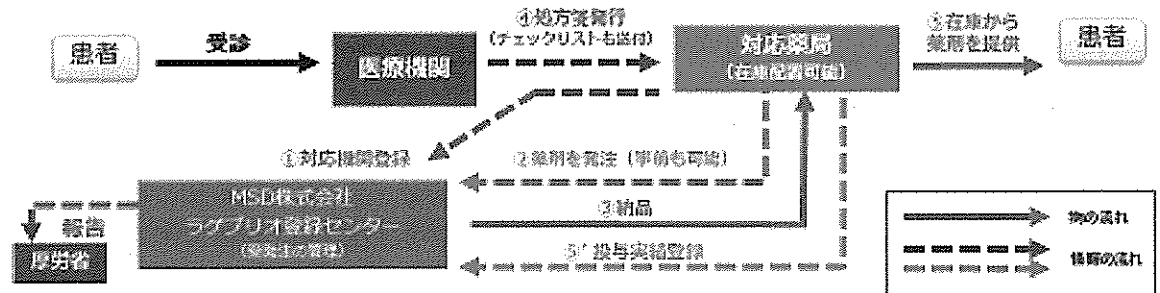 患者
受診
医療機関
④処方箋発行
(チェックリストも送付)
対応薬局
(在庫配置可能)
⑤在庫から
薬剤を提供
患者
①対応機関登録
②薬剤を発注（事前も可能）
MSD株式会社
ラゲブリオ登録センター
(受発注の管理)
③納品
報告
厚労省
⑤’投与実績登録
物の流れ
情報の流れ